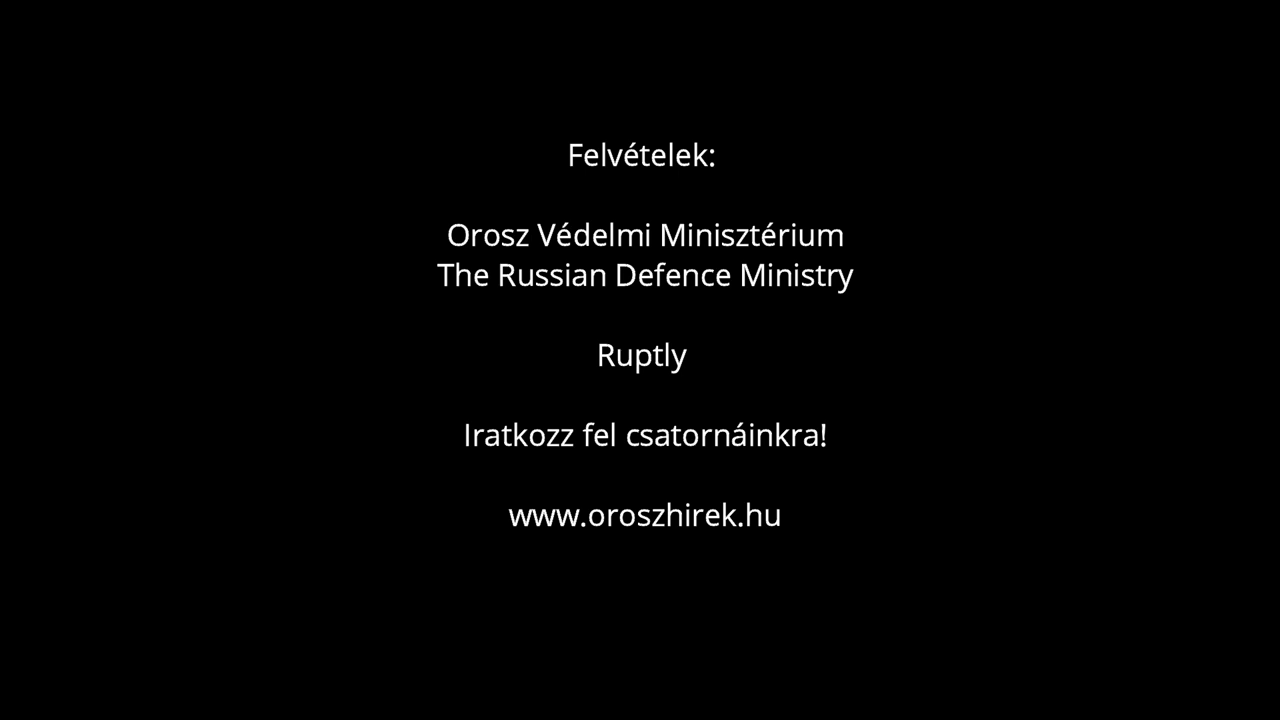 Felvételek:
Orosz Védelmi Minisztérium
The Russian Defence Ministry
Ruptly
Iratkozz fel csatornáinkra!
www.oroszhirek.hu